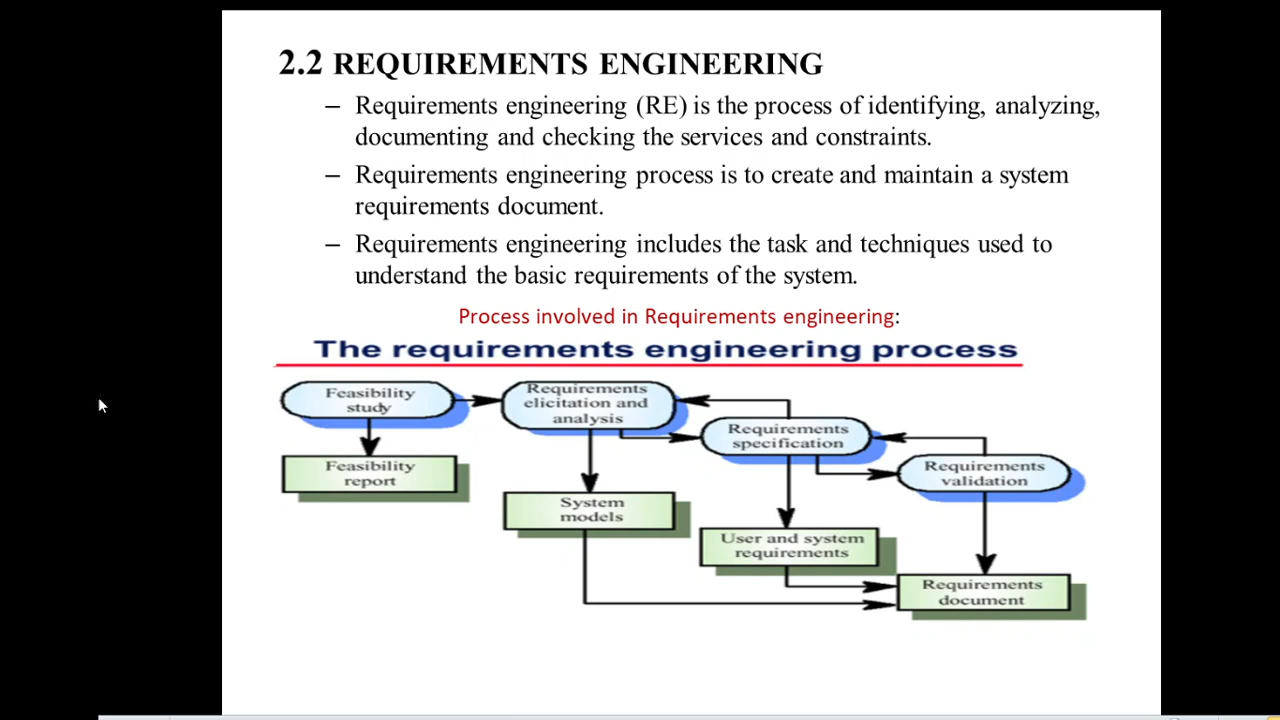 2.2 REQUIREMENTS ENGINEERING
– Requirements engineering (RE) is the process of identifying, analyzing,
documenting and checking the services and constraints.
– Requirements engineering process is to create and maintain a system
requirements document.
– Requirements engineering includes the task and techniques used to
understand the basic requirements of the system.
Process involved in Requirements engineering:
The requirements engineering process
Feasibility
study
Requirements
elicitation and
analysis
Requirements
specification
Requirements
validation
Feasibility
report
System
models
User and system
requirements
Requirements
document